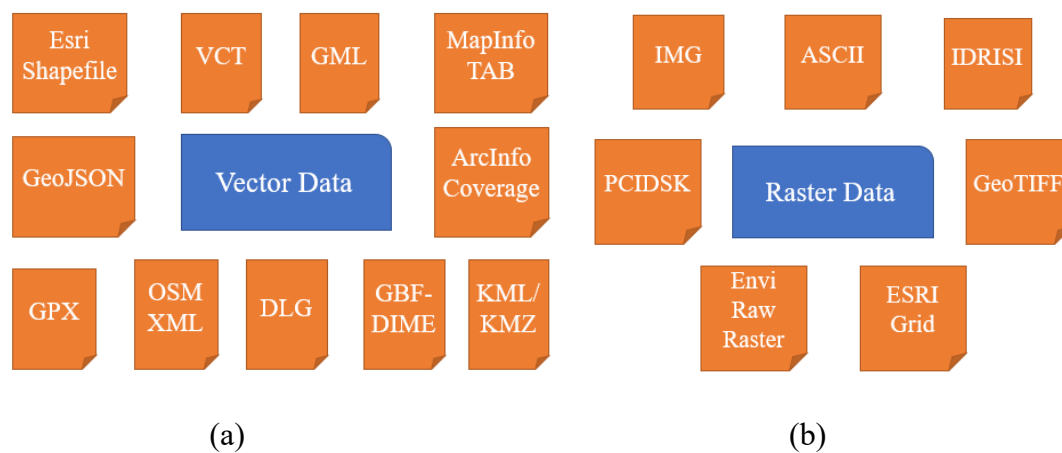 Esri
Shapefile
VCT
GML
MapInfo
TAB
GeoJSON
Vector Data
ArcInfo
Coverage
GPX
OSM
XML
DLG
GBF-
DIME
KML/
KMZ
(a)
IMG
ASCII
IDRISI
PCIDSK
Raster Data
GeoTIFF
Envi
Raw
Raster
ESRI
Grid
(b)